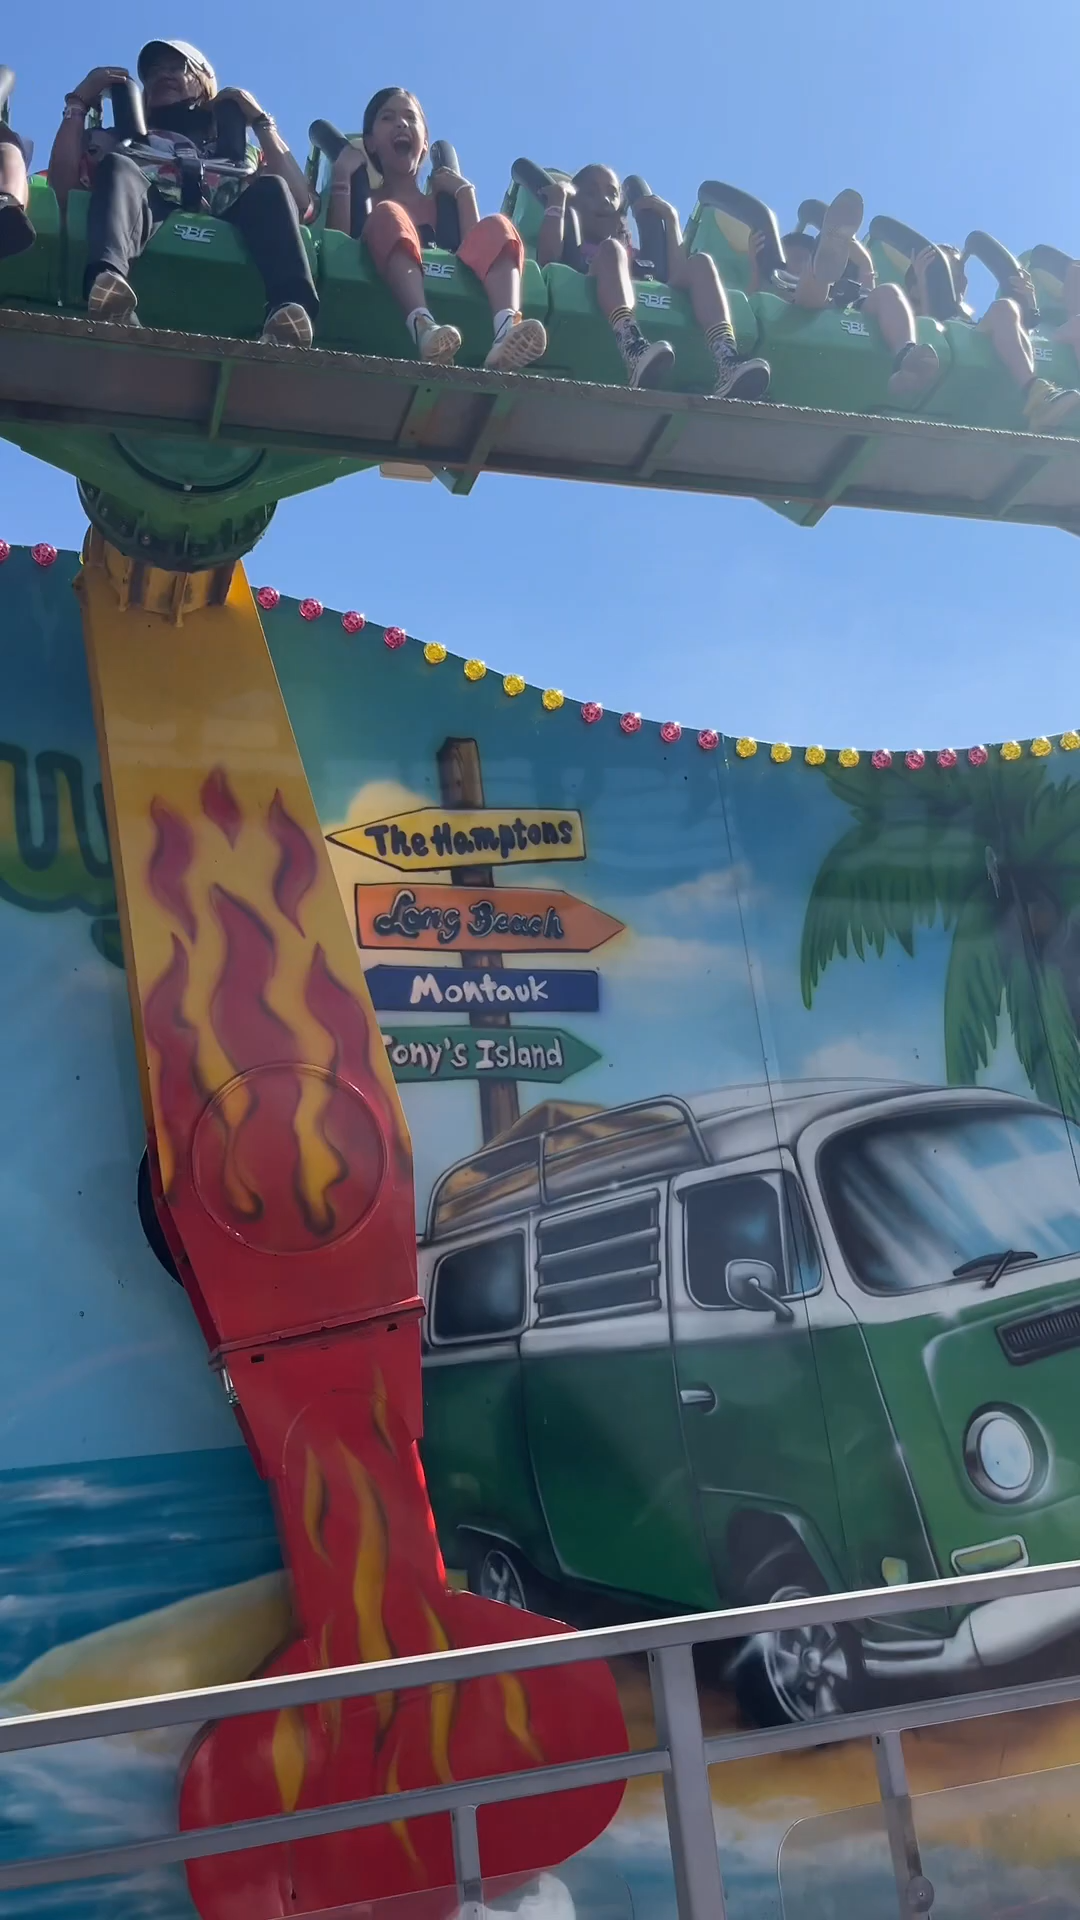 SBF
SBF
SBF
SBF
The Hamptons
Long Beach
Montauk
Tony's Island